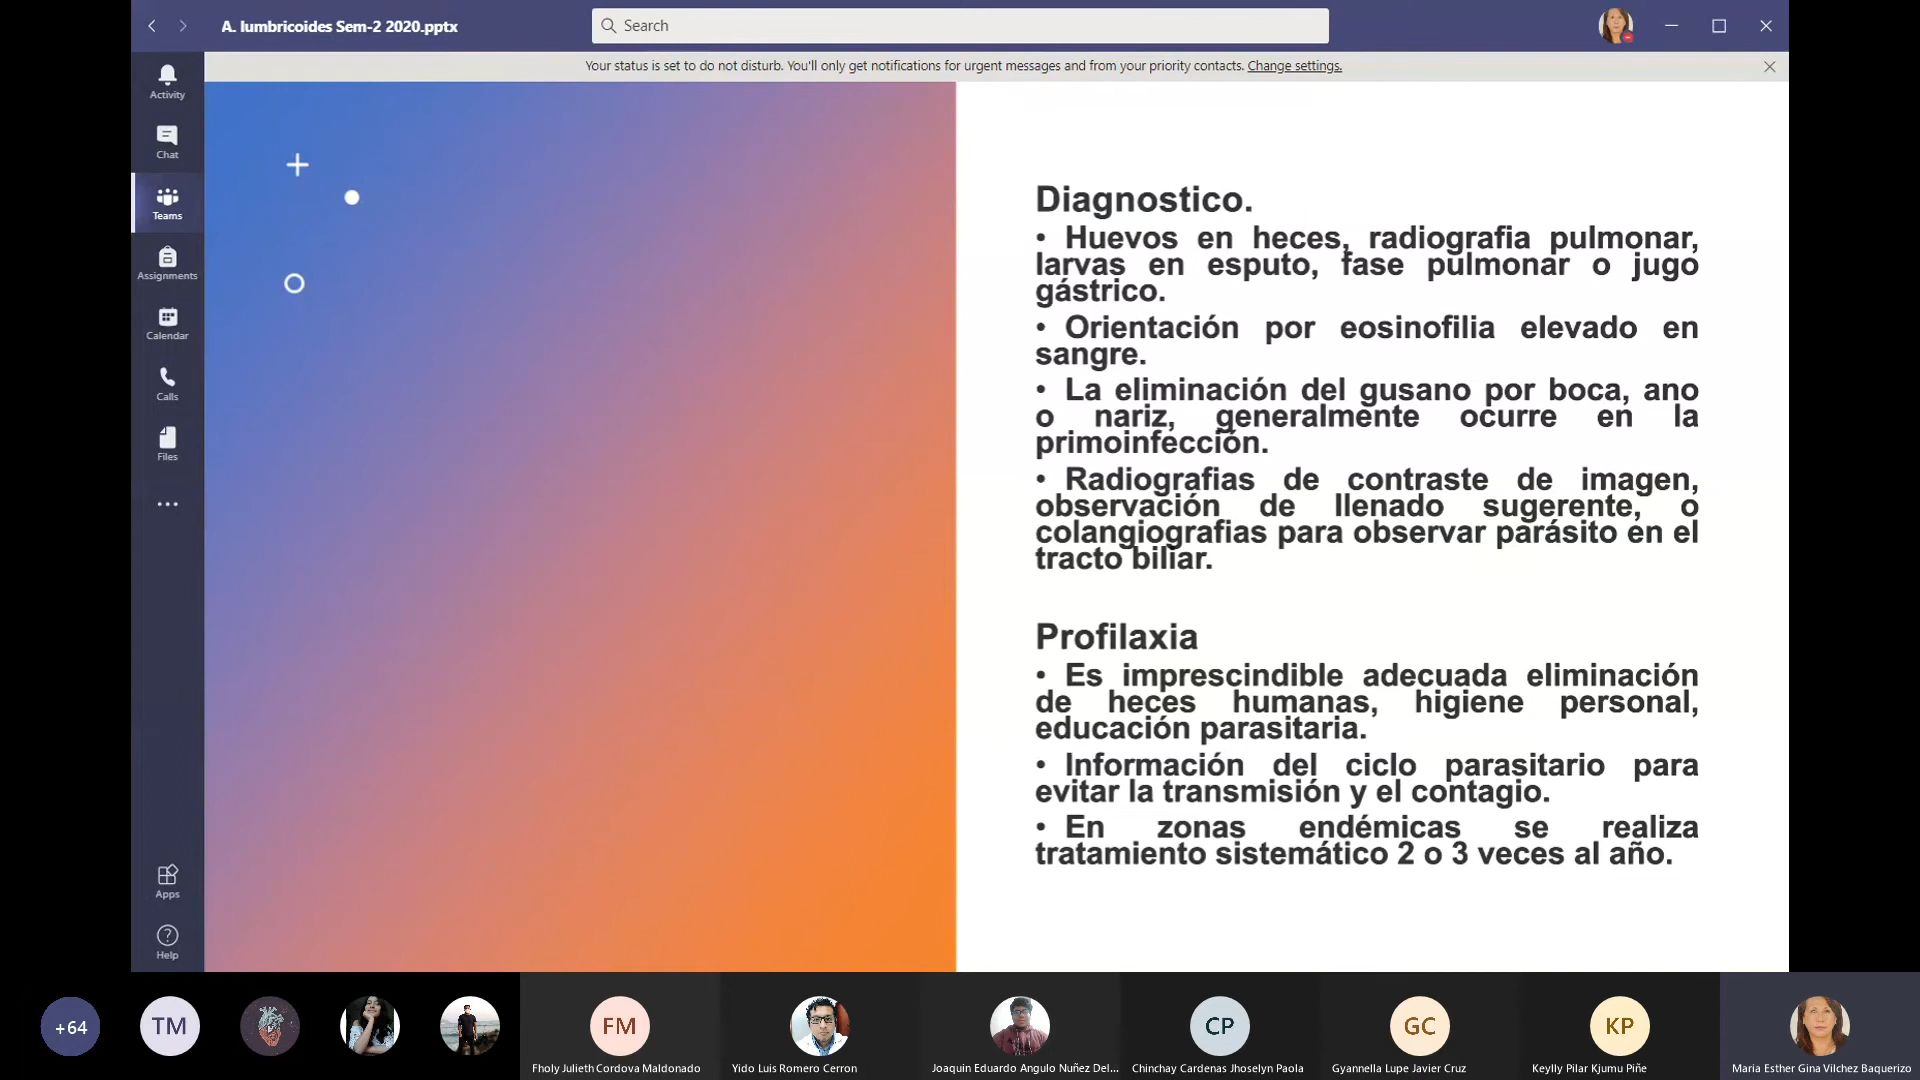 A. lumbricoides Sem-2 2020.pptx
Search
Your status is set to do not disturb. You'll only get notifications for urgent messages and from your priority contacts. Change settings.
Activity
Chat
Teams
Assignments
Calendar
Calls
Files
Apps
Help
Diagnostico.
• Huevos en heces, radiografia pulmonar,
larvas en esputo, fase pulmonar o jugo
gástrico.
• Orientación por eosinofilia elevado en
sangre.
• La eliminación del gusano por boca, ano
o nariz, generalmente ocurre en la
primoinfección.
• Radiografias de contraste de imagen,
observación de llenado sugerente, o
colangiografias para observar parásito en el
tracto biliar.
Profilaxia
• Es imprescindible adecuada eliminación
de heces humanas, higiene personal,
educación parasitaria.
• Información del ciclo parasitario para
evitar la transmisión y el contagio.
• En zonas endémicas se realiza
tratamiento sistemático 2 o 3 veces al año.
+64
TM
FM
CP
GC
KP
Fholy Julieth Cordova Maldonado
Yido Luis Romero Cerron
Joaquin Eduardo Angulo Nuñez Del...
Chinchay Cardenas Jhoselyn Paola
Gyannella Lupe Javier Cruz
Keylly Pilar Kjumu Piñe
Maria Esther Gina Vilchez Baquerizo